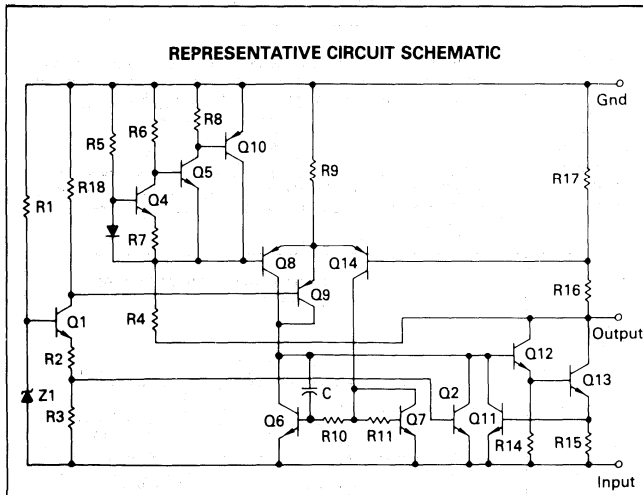 REPRESENTATIVE CIRCUIT SCHEMATIC
Gnd
R5
R6
R8
Q10
R9
R17
R18
Q4
Q5
R1
R7
Q8
Q14
R16
Q9
R4
Output
Q1
Q12
R2
Q13
Z1
R3
C
Q2
Q6
R10
R11
Q7
Q11
R14
R15
Input